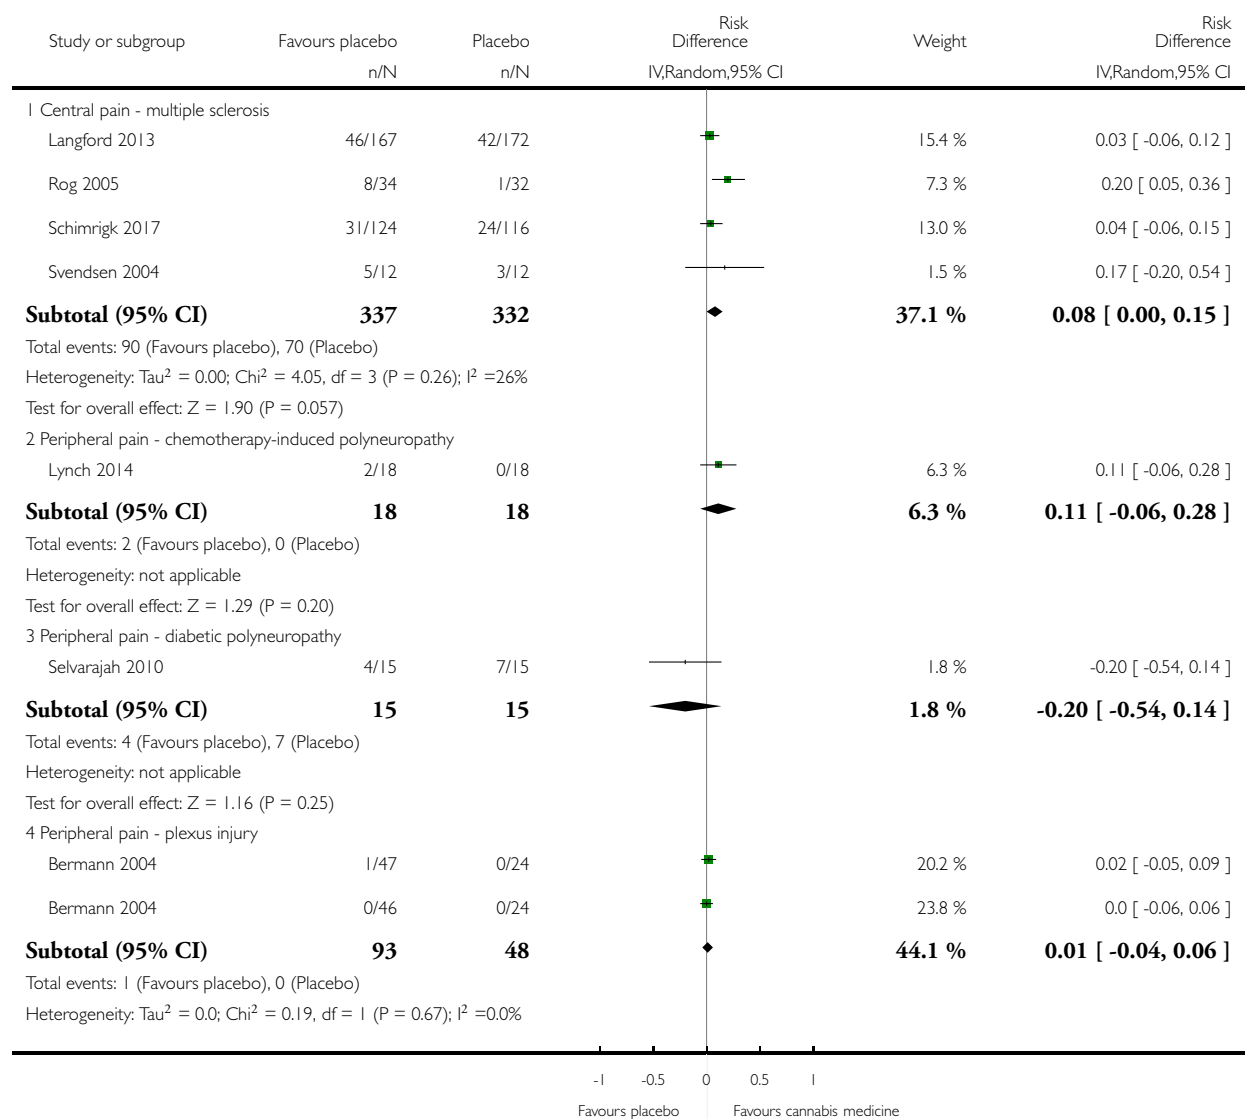 Study or subgroup Favours placebo Placebo Risk Difference Weight Risk Difference
n/N n/N IV,Random,95% CI IV,Random,95% CI
1 Central pain - multiple sclerosis
Langford 2013 46/167 42/172 15.4 % 0.03 [ -0.06, 0.12 ]
Rog 2005 8/34 1/32 7.3 % 0.20 [ 0.05, 0.36 ]
Schimrigk 2017 31/124 24/116 13.0 % 0.04 [ -0.06, 0.15 ]
Svendsen 2004 5/12 3/12 1.5 % 0.17 [ -0.20, 0.54 ]
Subtotal (95% CI) 337 332 37.1 % 0.08 [ 0.00, 0.15 ]
Total events: 90 (Favours placebo), 70 (Placebo)
Heterogeneity: Tau² = 0.00; Chi² = 4.05, df = 3 (P = 0.26); I² =26%
Test for overall effect: Z = 1.90 (P = 0.057)
2 Peripheral pain - chemotherapy-induced polyneuropathy
Lynch 2014 2/18 0/18 6.3 % 0.11 [ -0.06, 0.28 ]
Subtotal (95% CI) 18 18 6.3 % 0.11 [ -0.06, 0.28 ]
Total events: 2 (Favours placebo), 0 (Placebo)
Heterogeneity: not applicable
Test for overall effect: Z = 1.29 (P = 0.20)
3 Peripheral pain - diabetic polyneuropathy
Selvarajah 2010 4/15 7/15 1.8 % -0.20 [ -0.54, 0.14 ]
Subtotal (95% CI) 15 15 1.8 % -0.20 [ -0.54, 0.14 ]
Total events: 4 (Favours placebo), 7 (Placebo)
Heterogeneity: not applicable
Test for overall effect: Z = 1.16 (P = 0.25)
4 Peripheral pain - plexus injury
Bermann 2004 1/47 0/24 20.2 % 0.02 [ -0.05, 0.09 ]
Bermann 2004 0/46 0/24 23.8 % 0.0 [ -0.06, 0.06 ]
Subtotal (95% CI) 93 48 44.1 % 0.01 [ -0.04, 0.06 ]
Total events: 1 (Favours placebo), 0 (Placebo)
Heterogeneity: Tau² = 0.0; Chi² = 0.19, df = 1 (P = 0.67); I² =0.0%
-1 -0.5 0 0.5 1
Favours placebo Favours cannabis medicine